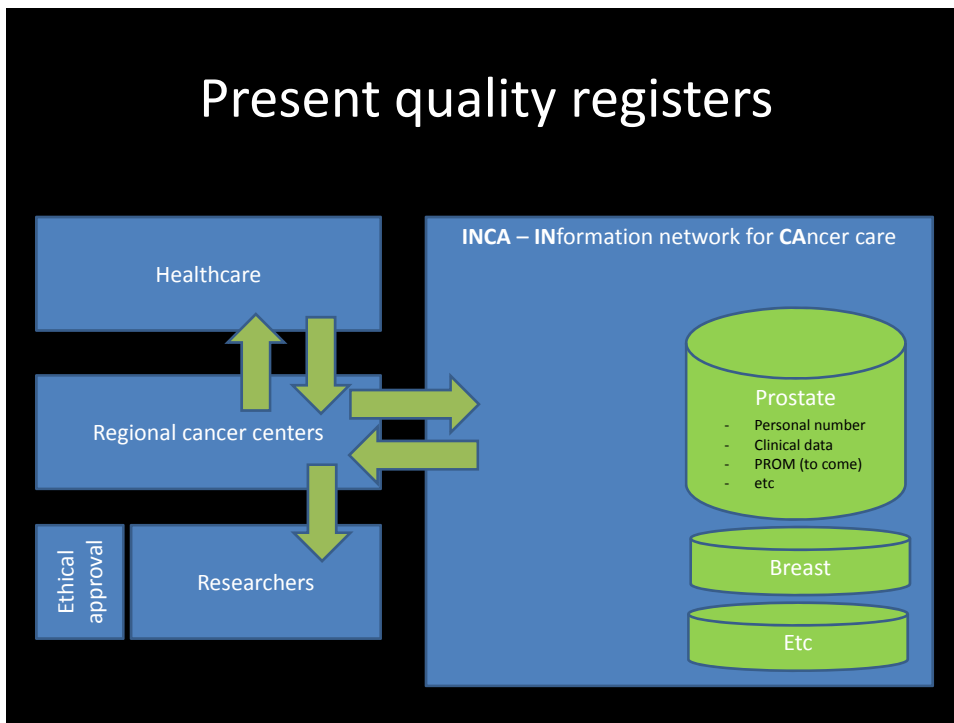 Present quality registers
Healthcare
Regional cancer centers
Ethical
approval
Researchers
INCA – INformation network for CAncer care
Prostate
- Personal number
- Clinical data
- PROM (to come)
- etc
Breast
Etc